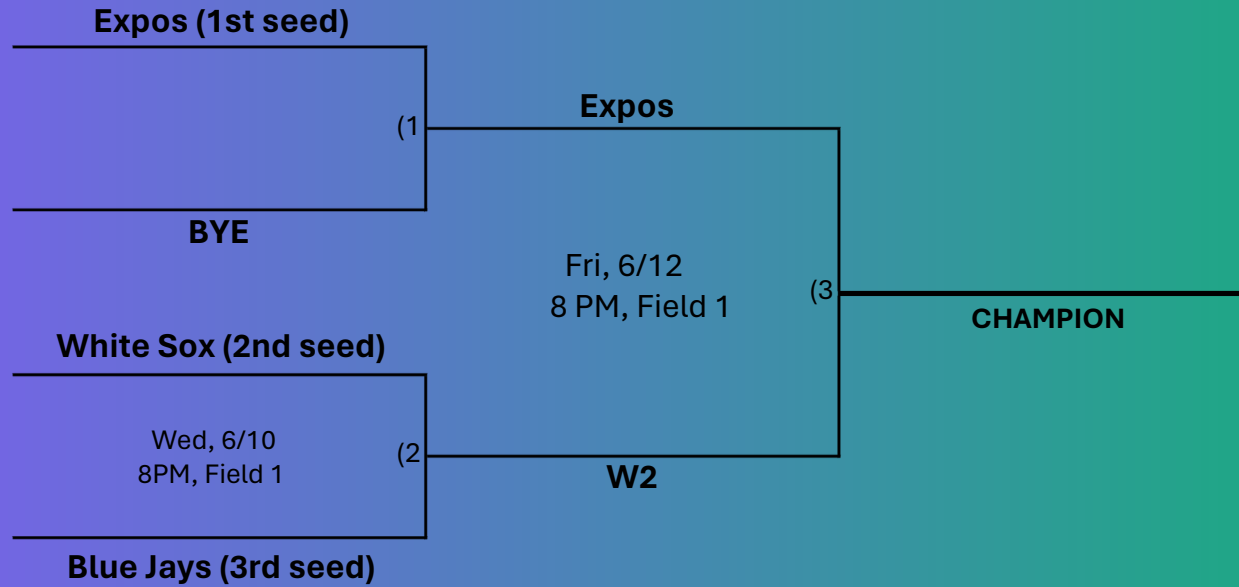 Expos (1st seed)
(1
Expos
BYE
Fri, 6/12
8 PM, Field 1
(3
CHAMPION
White Sox (2nd seed)
Wed, 6/10
8PM, Field 1
(2
W2
Blue Jays (3rd seed)